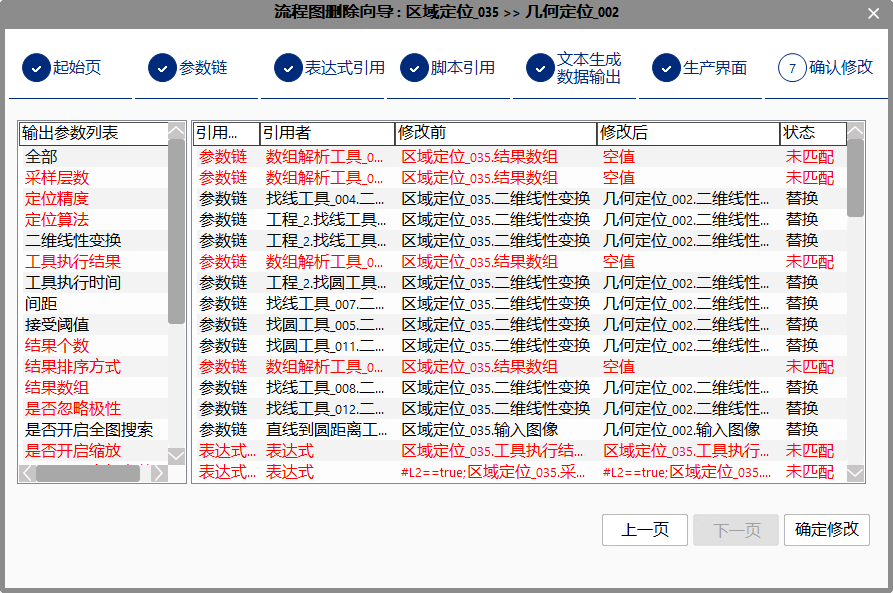 流程图删除向导：区域定位_035 >> 几何定位_002
起始页 参数链 表达式引用 脚本引用 文本生成数据输出 生产界面 7 确认修改
输出参数列表
全部
采样层数
定位精度
定位算法
二维线性变换
工具执行结果
工具执行时间
间距
接受阈值
结果个数
结果排序方式
结果数组
是否忽略极性
是否开启全图搜索
是否开启缩放
引用... 引用者 修改前 修改后 状态
参数链 数组解析工具_0... 区域定位_035.结果数组 空值 未匹配
参数链 数组解析工具_0... 区域定位_035.结果数组 空值 未匹配
参数链 找线工具_004.二... 区域定位_035.二维线性变换 几何定位_002.二维线性... 替换
参数链 工程_2.找线工具... 区域定位_035.二维线性变换 几何定位_002.二维线性... 替换
参数链 工程_2.找线工具... 区域定位_035.二维线性变换 几何定位_002.二维线性... 替换
参数链 数组解析工具_0... 区域定位_035.结果数组 空值 未匹配
参数链 工程_2.找圆工具... 区域定位_035.二维线性变换 几何定位_002.二维线性... 替换
参数链 找线工具_007.二... 区域定位_035.二维线性变换 几何定位_002.二维线性... 替换
参数链 找圆工具_005.二... 区域定位_035.二维线性变换 几何定位_002.二维线性... 替换
参数链 找圆工具_011.二... 区域定位_035.二维线性变换 几何定位_002.二维线性... 替换
参数链 数组解析工具_0... 区域定位_035.结果数组 空值 未匹配
参数链 找线工具_008.二... 区域定位_035.二维线性变换 几何定位_002.二维线性... 替换
参数链 找线工具_012.二... 区域定位_035.二维线性变换 几何定位_002.二维线性... 替换
参数链 直线到圆距离工... 区域定位_035.输入图像 几何定位_002.输入图像 替换
表达式... 表达式 区域定位_035.工具执行结... 区域定位_035.工具执行... 未匹配
表达式... 表达式 #L2==true;区域定位_035.采... #L2==true;区域定位_035.... 未匹配
上一页 下一页 确定修改